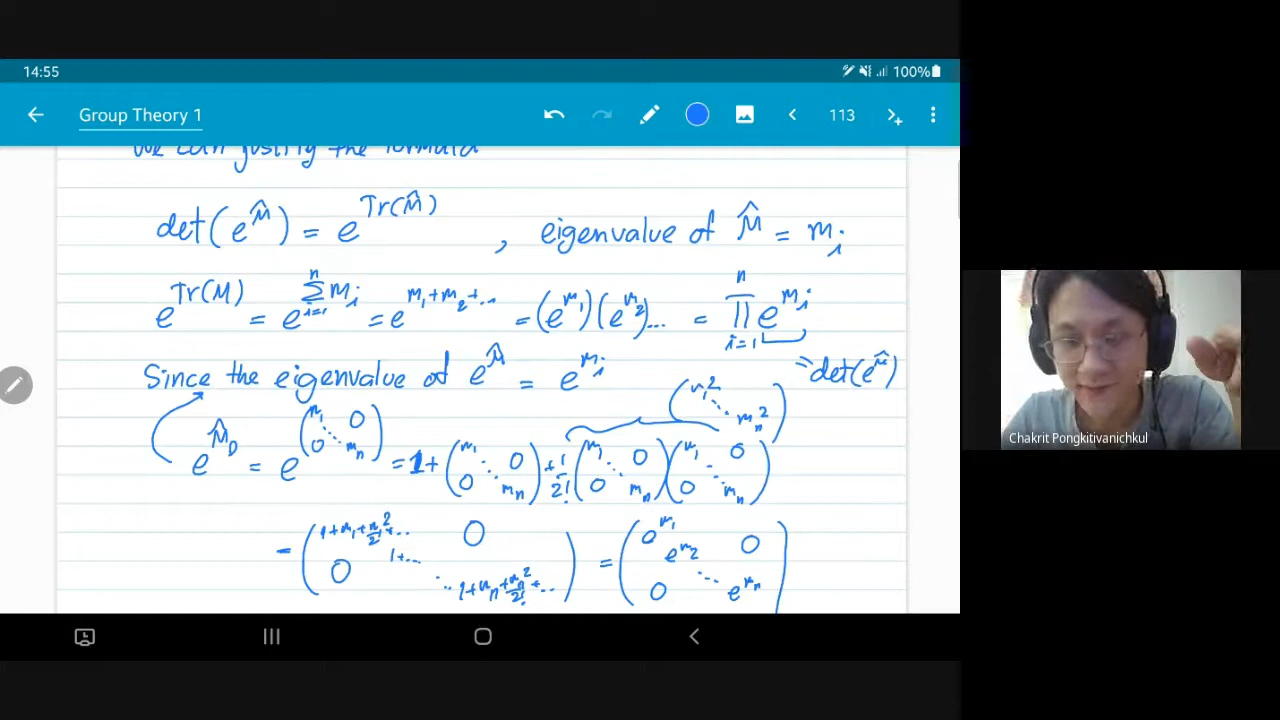 14:55
100%
Group Theory 1
113
we can justify the formula
det(e^M̂) = e^Tr(M̂) , eigenvalue of M̂ = m_i
e^Tr(M) = e^{Σ_{i=1}^{n} m_i} = e^{m_1+m_2+...} = (e^{m_1})(e^{m_2})... = ∏_{i=1}^{n} e^{m_i}
= det(e^M̂)
Since the eigenvalue of e^M̂ = e^{m_i}
(m_1^2 ⋱ m_n^2)
e^{M̂_D} = e^{(m_1 0 ⋱ 0 m_n)} = 1 + (m_1 0 ⋱ 0 m_n) + 1/2! (m_1 0 ⋱ 0 m_n)(m_1 0 ⋱ 0 m_n)
= (1+m_1+m_1^2/2!+... 0 1+... 0 ⋱ 1+m_n+m_n^2/2!+...) = (e^{m_1} e^{m_2} 0 ⋱ 0 e^{m_n})
Chakrit Pongkitivanichkul